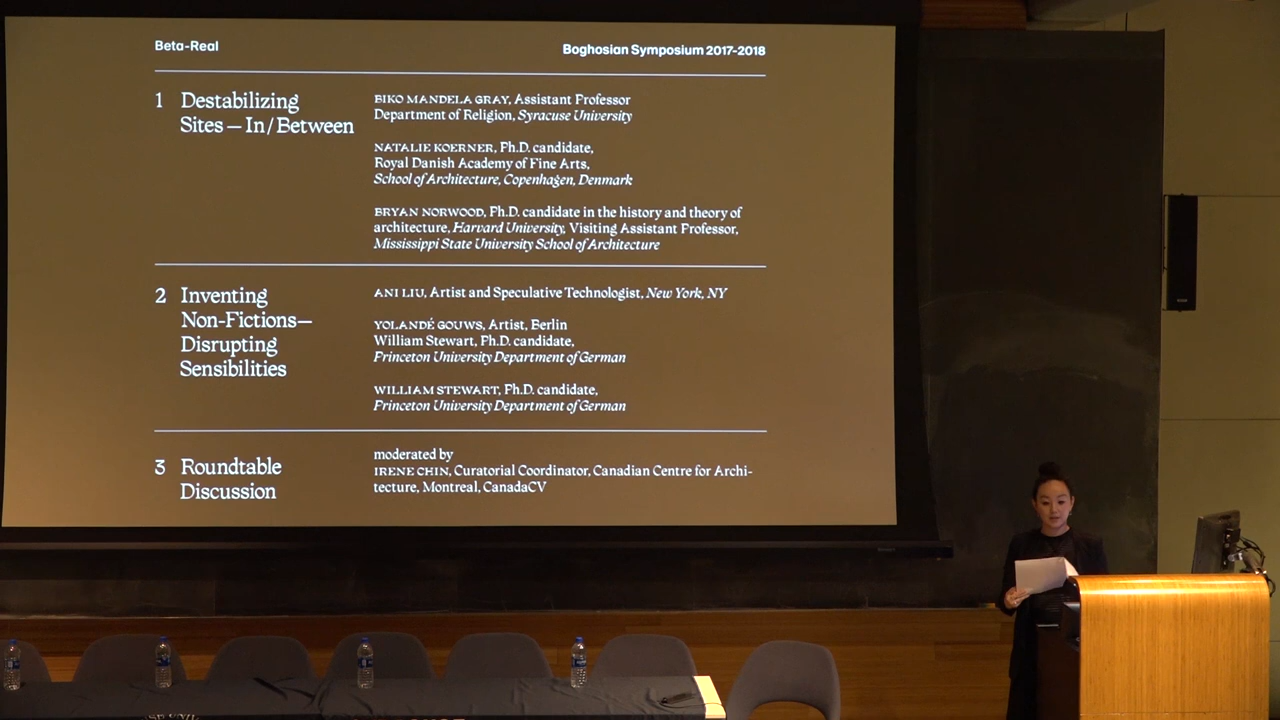 Beta-Real
Boghosian Symposium 2017-2018
1 Destabilizing
Sites – In/Between
BIKO MANDELA GRAY, Assistant Professor
Department of Religion, Syracuse University
NATALIE KOERNER, Ph.D. candidate,
Royal Danish Academy of Fine Arts,
School of Architecture, Copenhagen, Denmark
BRYAN NORWOOD, Ph.D. candidate in the history and theory of
architecture, Harvard University, Visiting Assistant Professor,
Mississippi State University School of Architecture
2 Inventing
Non-Fictions—
Disrupting
Sensibilities
ANI LIU, Artist and Speculative Technologist, New York, NY
YOLANDÉ GOUWS, Artist, Berlin
William Stewart, Ph.D. candidate,
Princeton University Department of German
WILLIAM STEWART, Ph.D. candidate,
Princeton University Department of German
3 Roundtable
Discussion
moderated by
IRENE CHIN, Curatorial Coordinator, Canadian Centre for Archi-
tecture, Montreal, CanadaCV